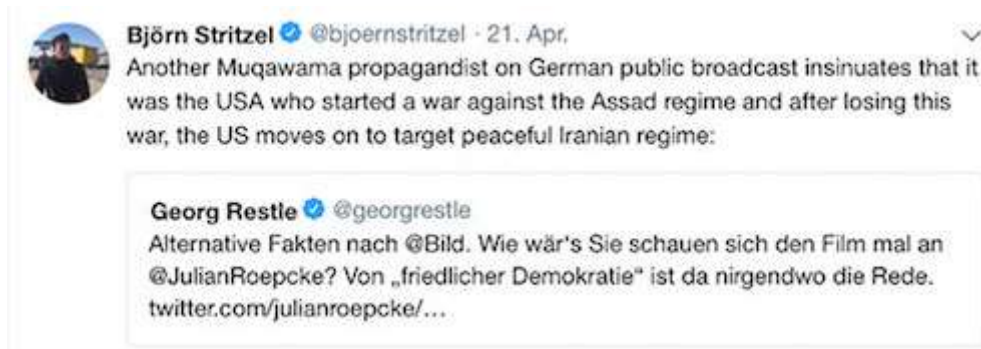 Björn Stritzel @bjoernstritzel · 21. Apr.
Another Muqawama propagandist on German public broadcast insinuates that it
was the USA who started a war against the Assad regime and after losing this
war, the US moves on to target peaceful Iranian regime:
Georg Restle @georgrestle
Alternative Fakten nach @Bild. Wie wär's Sie schauen sich den Film mal an
@JulianRoepcke? Von „friedlicher Demokratie“ ist da nirgendwo die Rede.
twitter.com/julianroepcke/…